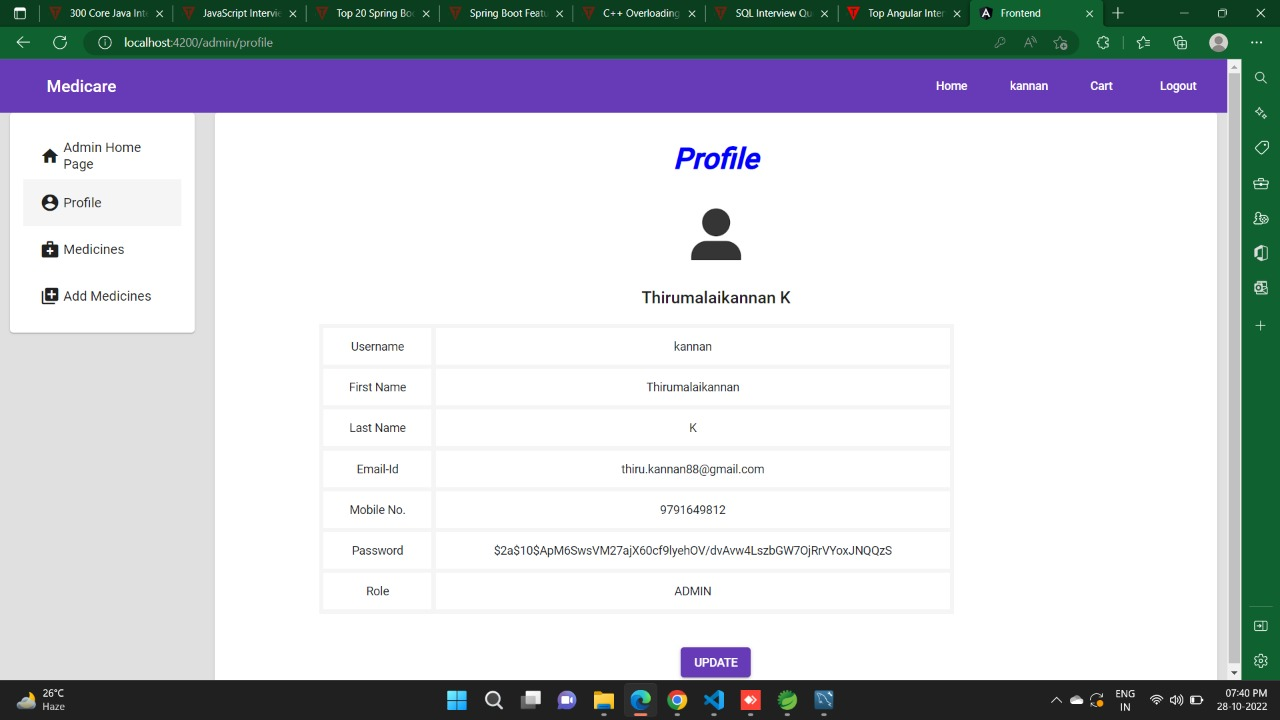 300 Core Java Inte
JavaScript Intervie
Top 20 Spring Boo
Spring Boot Featu
C++ Overloading
SQL Interview Qu
Top Angular Inter
Frontend
localhost:4200/admin/profile
Medicare
Home
kannan
Cart
Logout
Admin Home
Page
Profile
Medicines
Add Medicines
Profile
Thirumalaikannan K
Username kannan
First Name Thirumalaikannan
Last Name K
Email-Id thiru.kannan88@gmail.com
Mobile No. 9791649812
Password $2a$10$ApM6SwsVM27ajX60cf9lyehOV/dvAvw4LszbGW7OjRrVYoxJNQQzS
Role ADMIN
UPDATE
26°C
Haze
ENG
IN
07:40 PM
28-10-2022